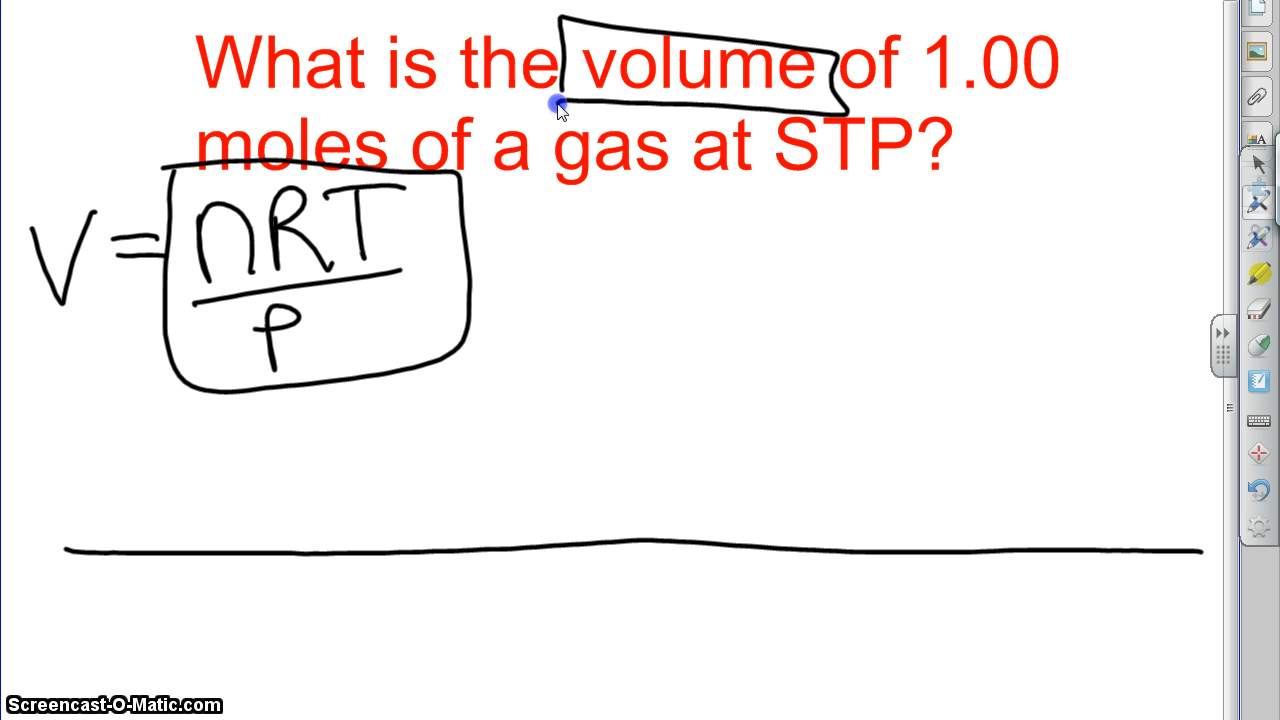 What is the volume of 1.00
moles of a gas at STP?
V = nRT
P
Screencast-O-Matic.com